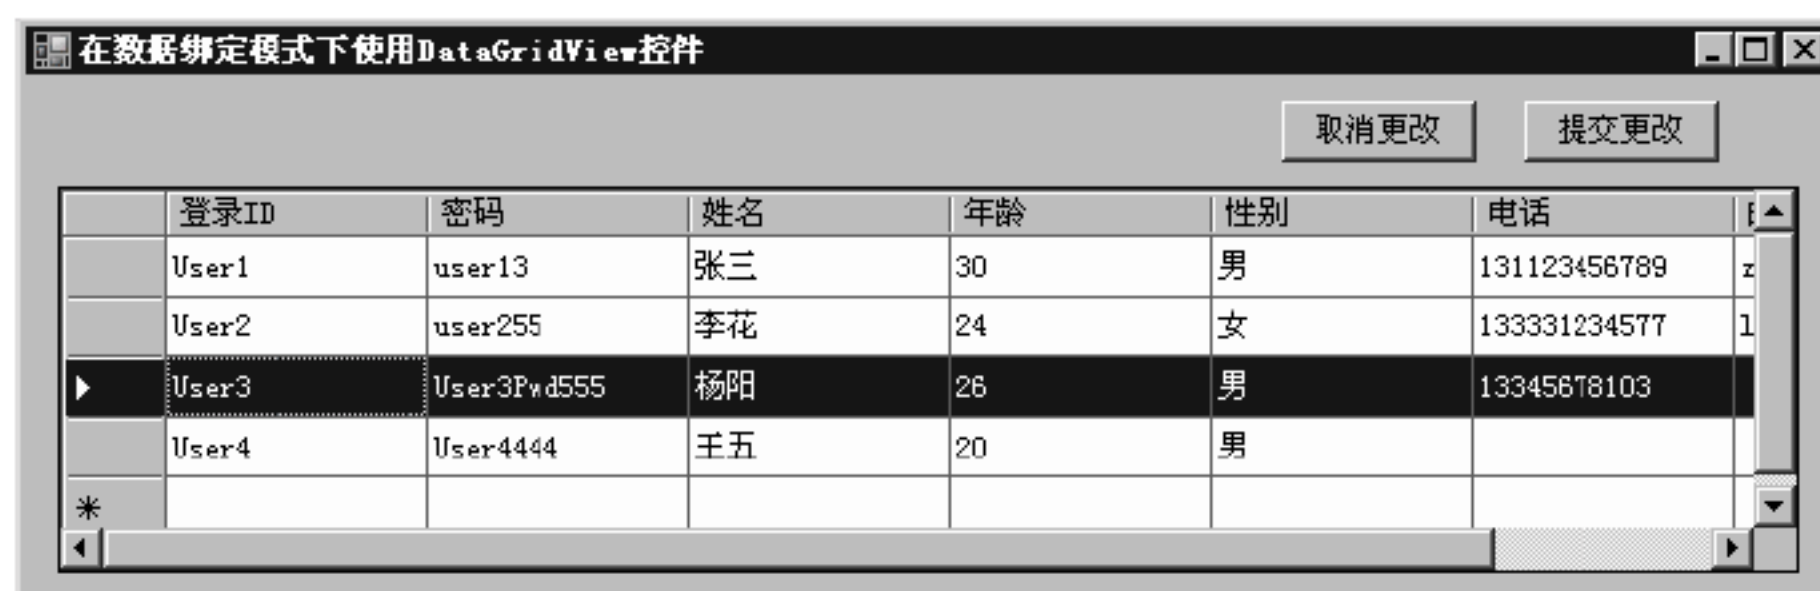 在数据绑定模式下使用DataGridView控件
取消更改 提交更改
登录ID 密码 姓名 年龄 性别 电话
User1 user13 张三 30 男 131123456789 z
User2 user255 李花 24 女 133331234577 l
User3 User3Pwd555 杨阳 26 男 13345678103
User4 User4444 王五 20 男
*